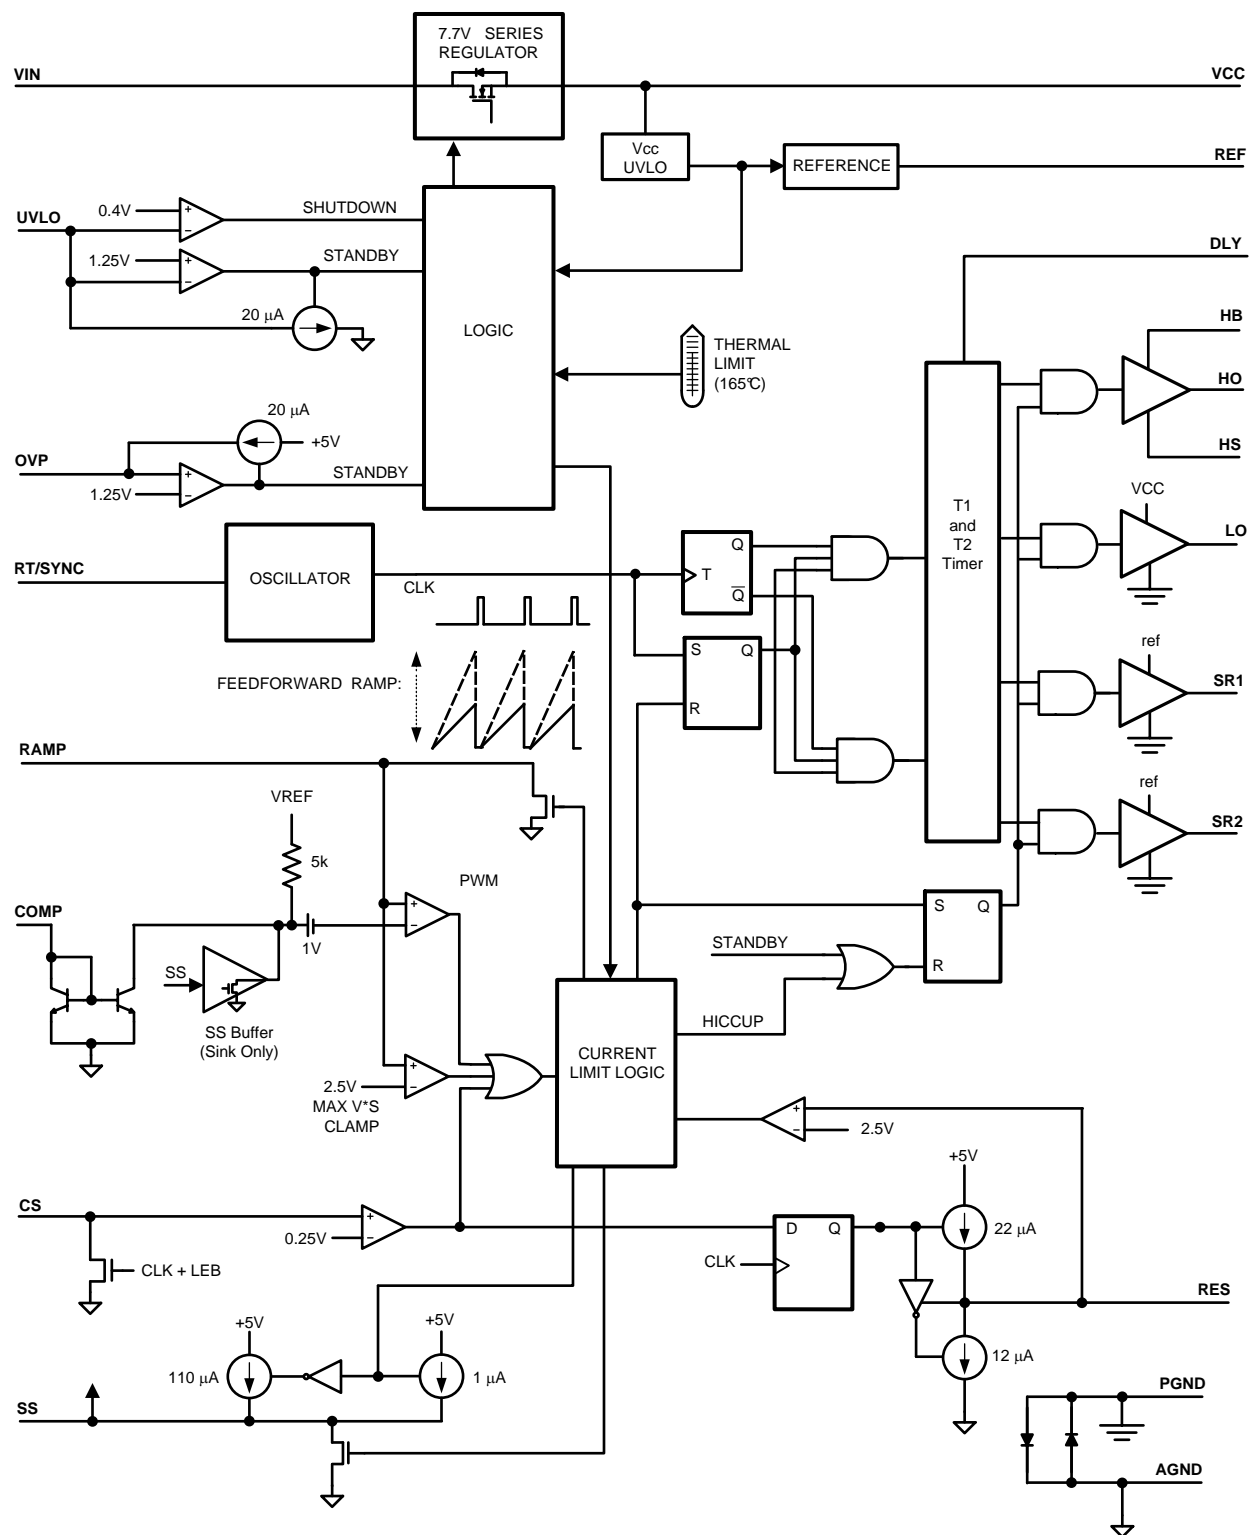 7.7V SERIES
REGULATOR
VIN
VCC
Vcc
UVLO
REFERENCE
REF
UVLO
0.4V
+
−
SHUTDOWN
1.25V
+
−
STANDBY
20 µA
LOGIC
THERMAL
LIMIT
(165°C)
DLY
HB
HO
HS
20 µA
+5V
OVP
+
−
1.25V
STANDBY
VCC
LO
T1
and
T2
Timer
RT/SYNC
OSCILLATOR
CLK
T
Q
Q̅
S
Q
R
FEEDFORWARD RAMP:
ref
SR1
RAMP
VREF
5k
ref
SR2
PWM
+
−
COMP
1V
SS
SS Buffer
(Sink Only)
STANDBY
S
Q
R
HICCUP
CURRENT
LIMIT LOGIC
+
−
2.5V
MAX V*S
CLAMP
+
−
2.5V
+5V
CS
+
−
0.25V
D
Q
22 µA
CLK
CLK + LEB
RES
+5V
+5V
110 µA
1 µA
12 µA
SS
PGND
AGND